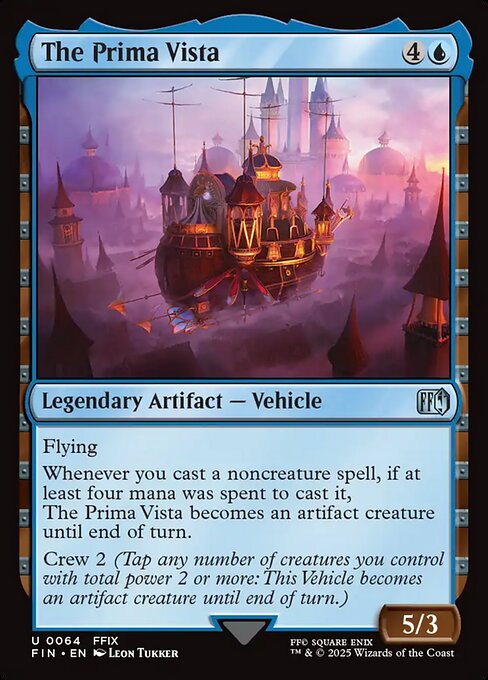 The Prima Vista 4
Legendary Artifact — Vehicle FF
Flying
Whenever you cast a noncreature spell, if at
least four mana was spent to cast it,
The Prima Vista becomes an artifact creature
until end of turn.
Crew 2 (Tap any number of creatures you control
with total power 2 or more: This Vehicle becomes
an artifact creature until end of turn.)
5/3
U 0064 FFIX
FIN • EN Leon Tukker
FF© SQUARE ENIX
™ & © 2025 Wizards of the Coast